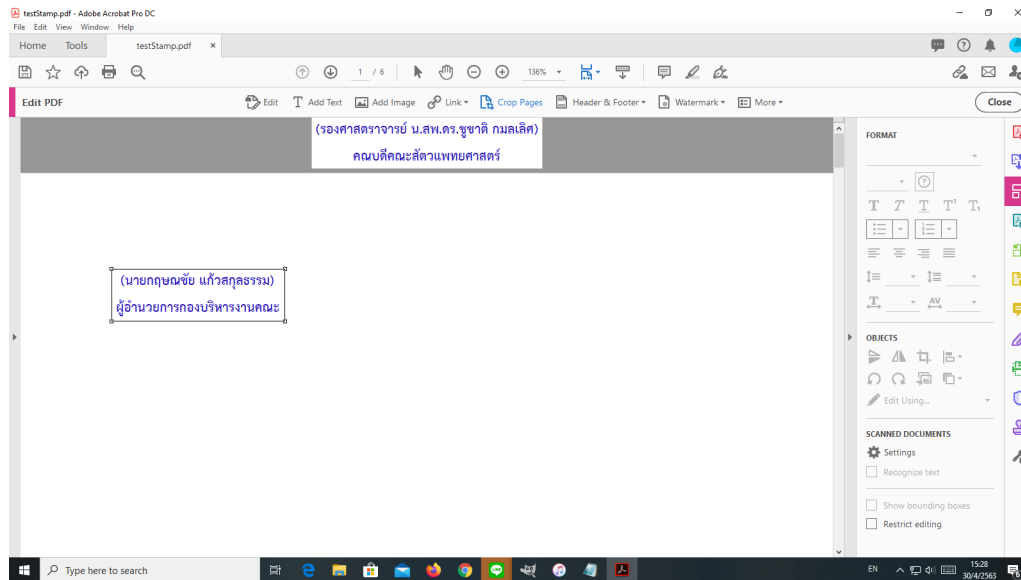 testStamp.pdf - Adobe Acrobat Pro DC
File Edit View Window Help
Home Tools testStamp.pdf ×
1 / 6 136%
Edit PDF Edit Add Text Add Image Link Crop Pages Header & Footer Watermark More Close
(รองศาสตราจารย์ น.สพ.ดร.ชูชาติ กมลเลิศ)
คณบดีคณะสัตวแพทยศาสตร์
(นายกฤษณชัย แก้วสกุลธรรม)
ผู้อำนวยการกองบริหารงานคณะ
FORMAT
OBJECTS
Edit Using...
SCANNED DOCUMENTS
Settings
Recognize text
Show bounding boxes
Restrict editing
Type here to search
EN 15:28
30/4/2563